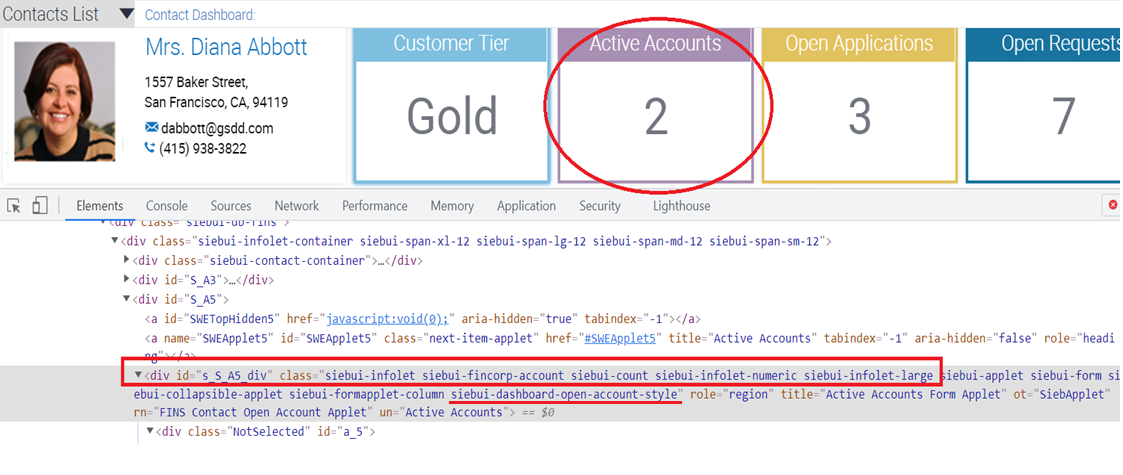 Contacts List Contact Dashboard:
Mrs. Diana Abbott
1557 Baker Street,
San Francisco, CA, 94119
dabbott@gsdd.com
(415) 938-3822
Customer Tier
Gold
Active Accounts
2
Open Applications
3
Open Requests
7
Elements Console Sources Network Performance Memory Application Security Lighthouse
<div class="siebui-db-fins">
<div class="siebui-infolet-container siebui-span-xl-12 siebui-span-lg-12 siebui-span-md-12 siebui-span-sm-12">
<div class="siebui-contact-container">…</div>
<div id="S_A3">…</div>
<div id="S_A5">
<a id="SWETopHidden5" href="javascript:void(0);" aria-hidden="true" tabindex="-1"></a>
<a name="SWEApplet5" id="SWEApplet5" class="next-item-applet" href="#SWEApplet5" title="Active Accounts" tabindex="-1" aria-hidden="false" role="headi
ng"></a>
<div id="s_S_A5_div" class="siebui-infolet siebui-fincorp-account siebui-count siebui-infolet-numeric siebui-infolet-large siebui-applet siebui-form si
ebui-collapsible-applet siebui-formapplet-column siebui-dashboard-open-account-style" role="region" title="Active Accounts Form Applet" ot="SiebApplet"
rn="FINS Contact Open Account Applet" un="Active Accounts"> == $0
<div class="NotSelected" id="a_5">